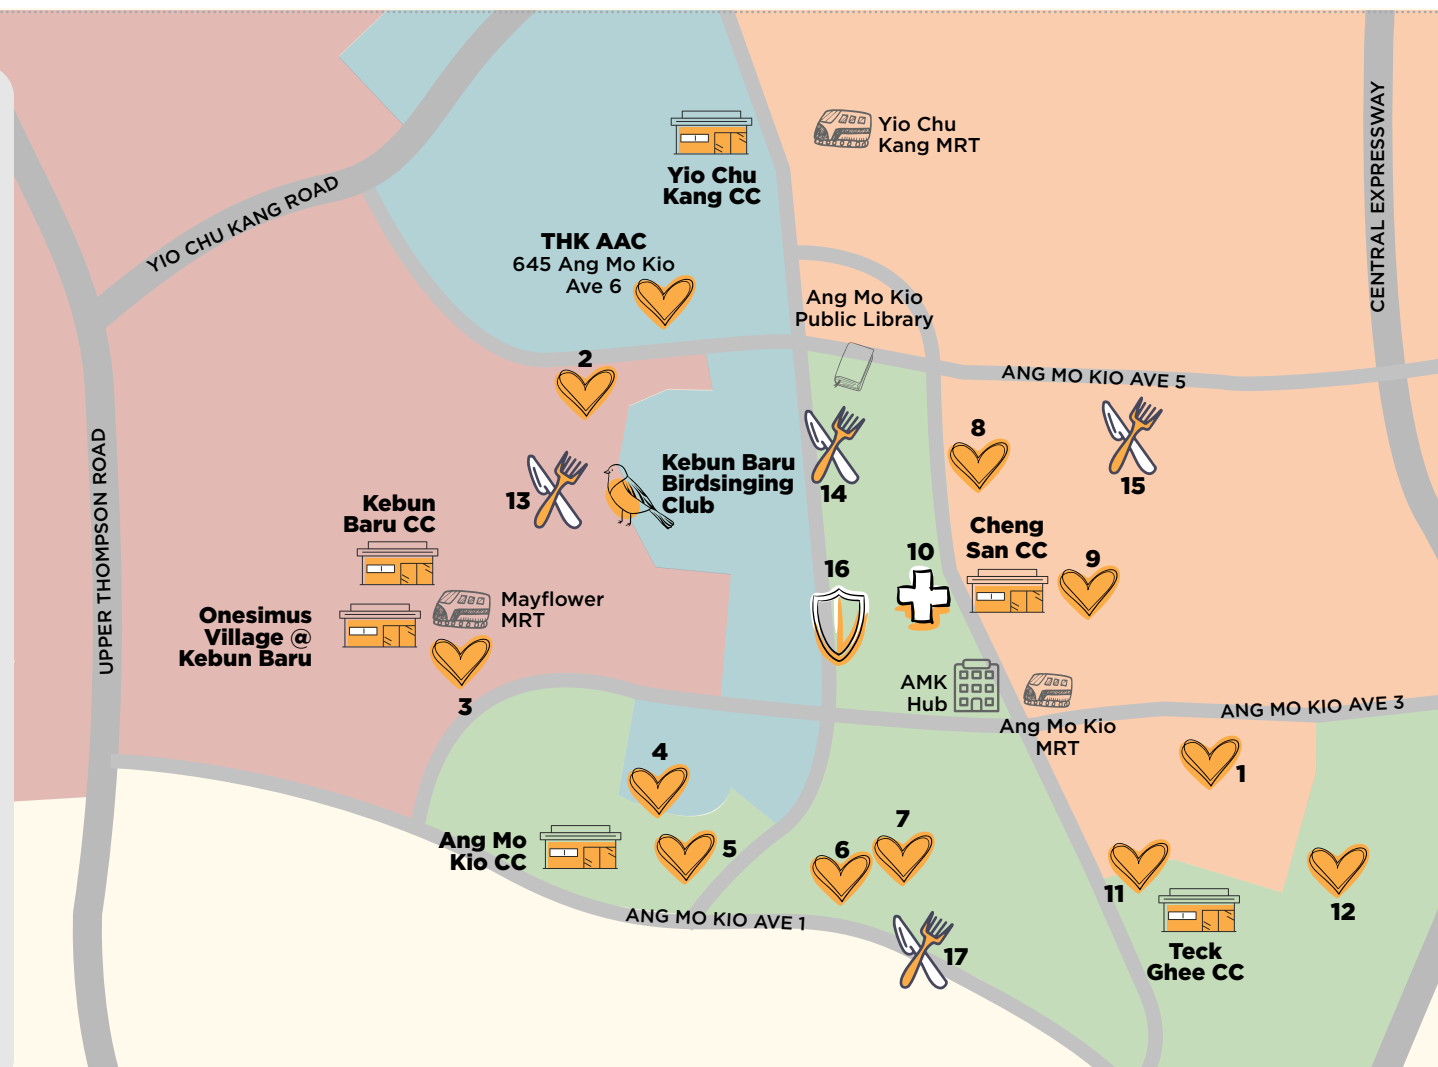 Yio Chu
Kang MRT
Yio Chu
Kang CC
CENTRAL EXPRESSWAY
YIO CHU KANG ROAD
THK AAC
645 Ang Mo Kio
Ave 6
Ang Mo Kio
Public Library
2
ANG MO KIO AVE 5
8
Kebun Baru
Birdsinging
Club
13
14
15
Kebun
Baru CC
UPPER THOMPSON ROAD
Cheng
San CC
10
9
16
Mayflower
MRT
Onesimus
Village @
Kebun Baru
3
AMK
Hub
ANG MO KIO AVE 3
Ang Mo Kio
MRT
4
1
Ang Mo
Kio CC
5
6
7
11
12
ANG MO KIO AVE 1
17
Teck
Ghee CC